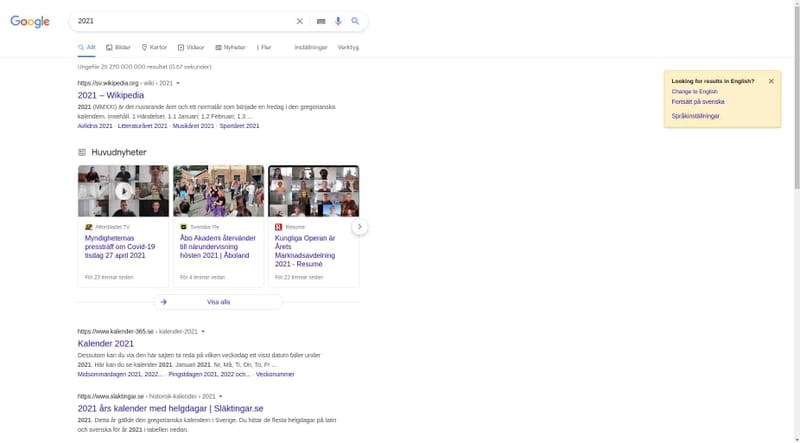 Google
2021
Allt
Bilder
Kartor
Videor
Nyheter
Fler
Inställningar
Verktyg
Ungefär 25 270 000 000 resultat (0,67 sekunder)
https://sv.wikipedia.org › wiki › 2021
2021 – Wikipedia
2021 (MMXXI) är det nuvarande året och ett normalår som började en fredag i den gregorianska
kalendern. Innehåll. 1 Händelser. 1.1 Januari; 1.2 Februari; 1.3 ...
Avlidna 2021 · Litteraturåret 2021 · Musikåret 2021 · Sportåret 2021
Huvudnyheter
Aftonbladet TV
Myndigheternas
pressträff om Covid-19
tisdag 27 april 2021
För 23 timmar sedan
Svenska Yle
Åbo Akademi återvänder
till närundervisning
hösten 2021 | Åboland
För 4 timmar sedan
Resumé
Kungliga Operan är
Årets
Marknadsavdelning
2021 - Resumé
För 22 timmar sedan
Visa alla
https://www.kalender-365.se › kalender-2021
Kalender 2021
Dessutom kan du via den här sajten ta reda på vilken veckodag ett visst datum faller under
2021. Här kan du se kalender 2021. Januari 2021. Nr, Må, Ti, On, To, Fr ...
Midsommardagen 2021, 2022... · Pingstdagen 2021, 2022 och... · Veckonummer
https://www.slaktingar.se › historisk-kalender › 2021
2021 års kalender med helgdagar | Släktingar.se
2021. Detta år gällde den gregorianska kalendern i Sverige. Du hittar de flesta helgdagar på latin
och svenska för år 2021 i tabellen nedan.
Looking for results in English?
Change to English
Fortsätt på svenska
Språkinställningar